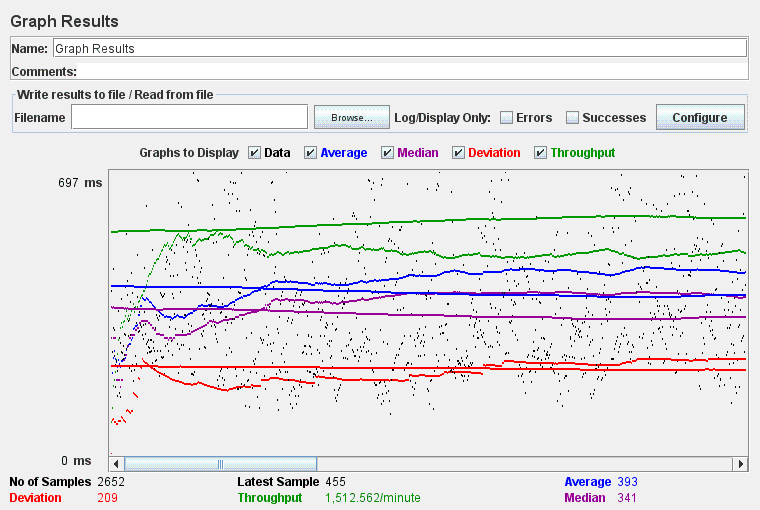 Graph Results
Name: Graph Results
Comments:
Write results to file / Read from file
Filename Browse... Log/Display Only: Errors Successes Configure
Graphs to Display Data Average Median Deviation Throughput
697 ms
0 ms
No of Samples 2652 Latest Sample 455 Average 393
Deviation 209 Throughput 1,512.562/minute Median 341